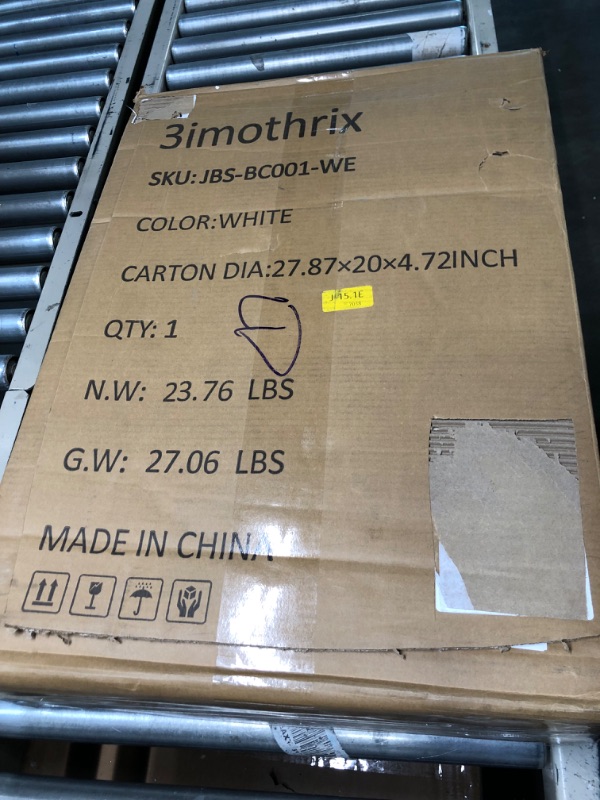 3imothrix
SKU:JBS-BC001-WE
COLOR:WHITE
CARTON DIA:27.87×20×4.72INCH
QTY: 1
N.W: 23.76 LBS
G.W: 27.06 LBS
MADE IN CHINA